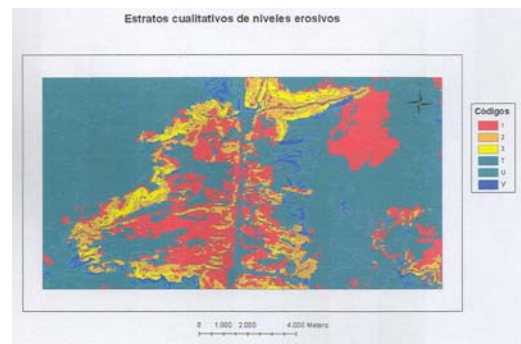 Estratos cualitativos de niveles erosivos
Códigos
1
2
3
T
U
V
0 1.000 2.000 4.000 Meters